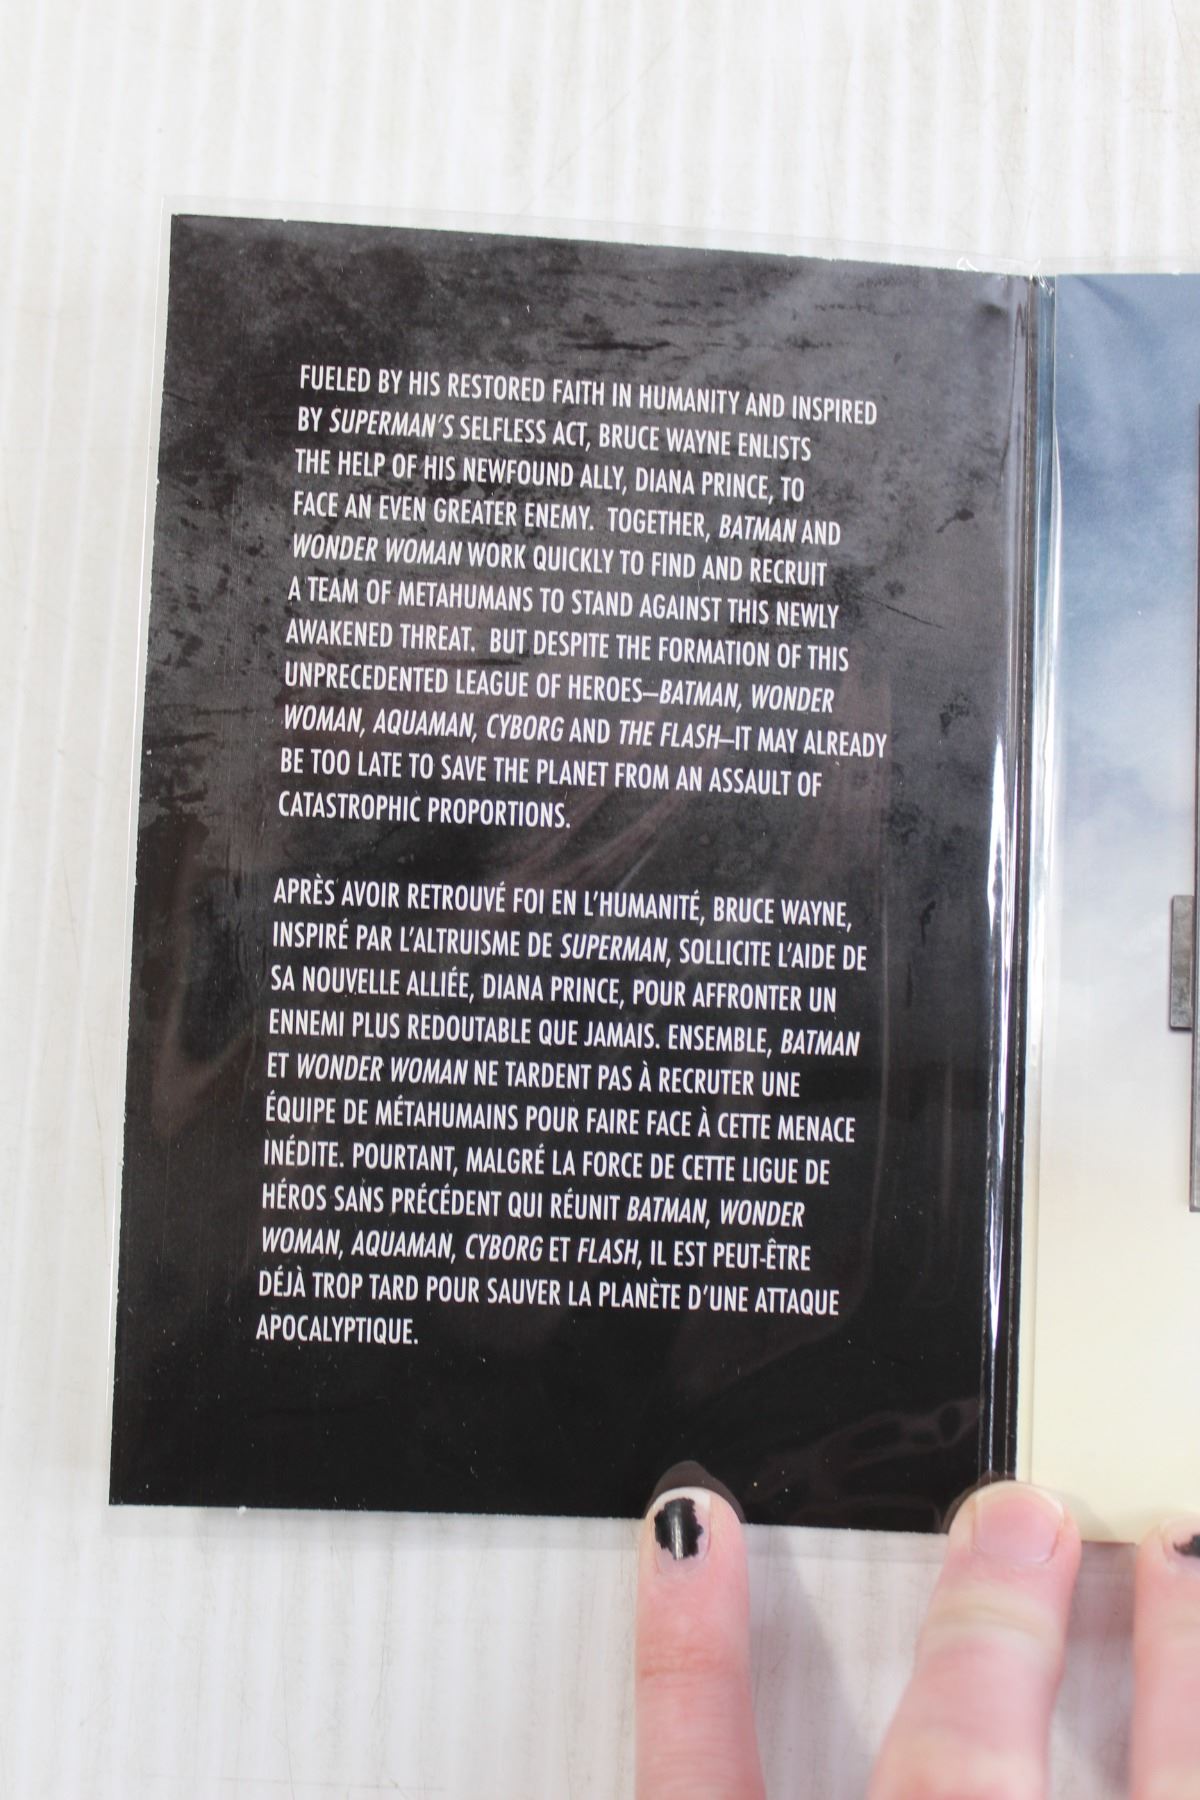 FUELED BY HIS RESTORED FAITH IN HUMANITY AND INSPIRED
BY SUPERMAN'S SELFLESS ACT, BRUCE WAYNE ENLISTS
THE HELP OF HIS NEWFOUND ALLY, DIANA PRINCE, TO
FACE AN EVEN GREATER ENEMY. TOGETHER, BATMAN AND
WONDER WOMAN WORK QUICKLY TO FIND AND RECRUIT
A TEAM OF METAHUMANS TO STAND AGAINST THIS NEWLY
AWAKENED THREAT. BUT DESPITE THE FORMATION OF THIS
UNPRECEDENTED LEAGUE OF HEROES–BATMAN, WONDER
WOMAN, AQUAMAN, CYBORG AND THE FLASH–IT MAY ALREADY
BE TOO LATE TO SAVE THE PLANET FROM AN ASSAULT OF
CATASTROPHIC PROPORTIONS.
APRÈS AVOIR RETROUVÉ FOI EN L'HUMANITÉ, BRUCE WAYNE,
INSPIRÉ PAR L'ALTRUISME DE SUPERMAN, SOLLICITE L'AIDE DE
SA NOUVELLE ALLIÉE, DIANA PRINCE, POUR AFFRONTER UN
ENNEMI PLUS REDOUTABLE QUE JAMAIS. ENSEMBLE, BATMAN
ET WONDER WOMAN NE TARDENT PAS À RECRUTER UNE
ÉQUIPE DE MÉTAHUMAINS POUR FAIRE FACE À CETTE MENACE
INÉDITE. POURTANT, MALGRÉ LA FORCE DE CETTE LIGUE DE
HÉROS SANS PRÉCÉDENT QUI RÉUNIT BATMAN, WONDER
WOMAN, AQUAMAN, CYBORG ET FLASH, IL EST PEUT-ÊTRE
DÉJÀ TROP TARD POUR SAUVER LA PLANÈTE D'UNE ATTAQUE
APOCALYPTIQUE.